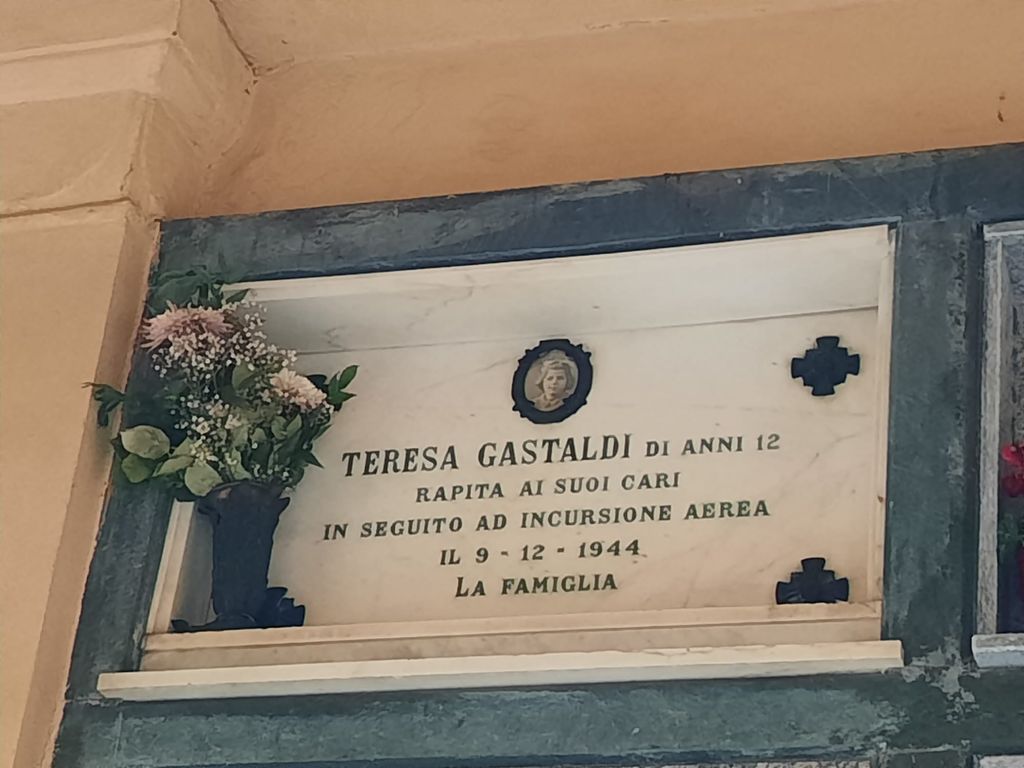 TERESA GASTALDI DI ANNI 12
RAPITA AI SUOI CARI
IN SEGUITO AD INCURSIONE AEREA
IL 9 - 12 - 1944
LA FAMIGLIA